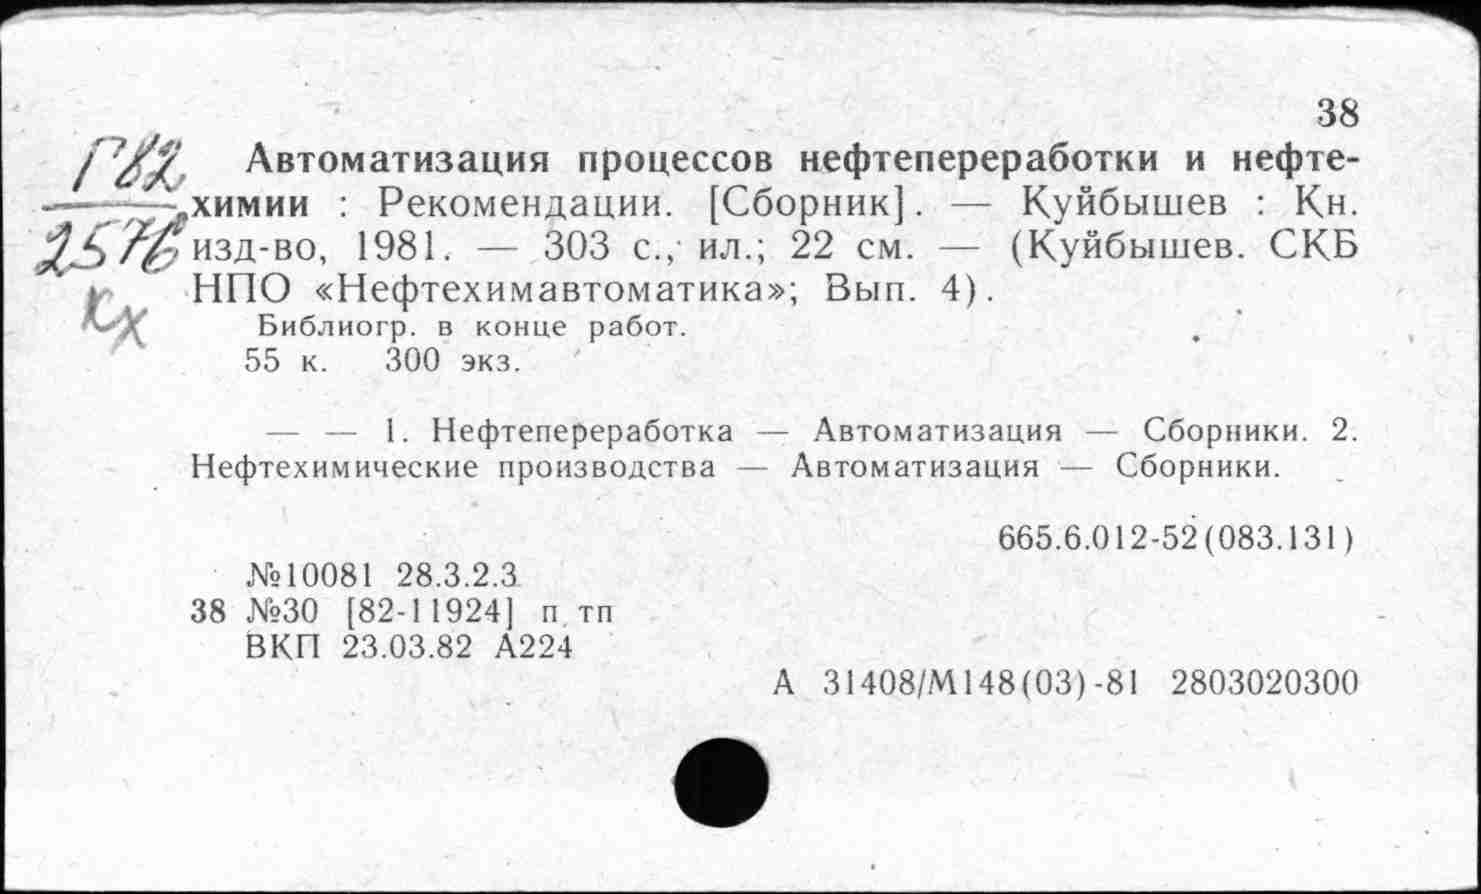 38
Г82 Автоматизация процессов нефтепереработки и нефте-
химии : Рекомендации. [Сборник]. — Куйбышев : Кн.
2576 изд-во, 1981. — 303 с., ил.; 22 см. — (Куйбышев. СКБ
НПО «Нефтехимавтоматика»; Вып. 4).
Кх
Библиогр. в конце работ.
55 к. 300 экз.
— — 1. Нефтепереработка — Автоматизация — Сборники. 2.
Нефтехимические производства — Автоматизация — Сборники.
665.6.012-52(083.131)
№10081 28.3.2.3.
38 №30 [82-11924] п. тп
ВКП 23.03.82 А224
А 31408/М148(03)-81 2803020300